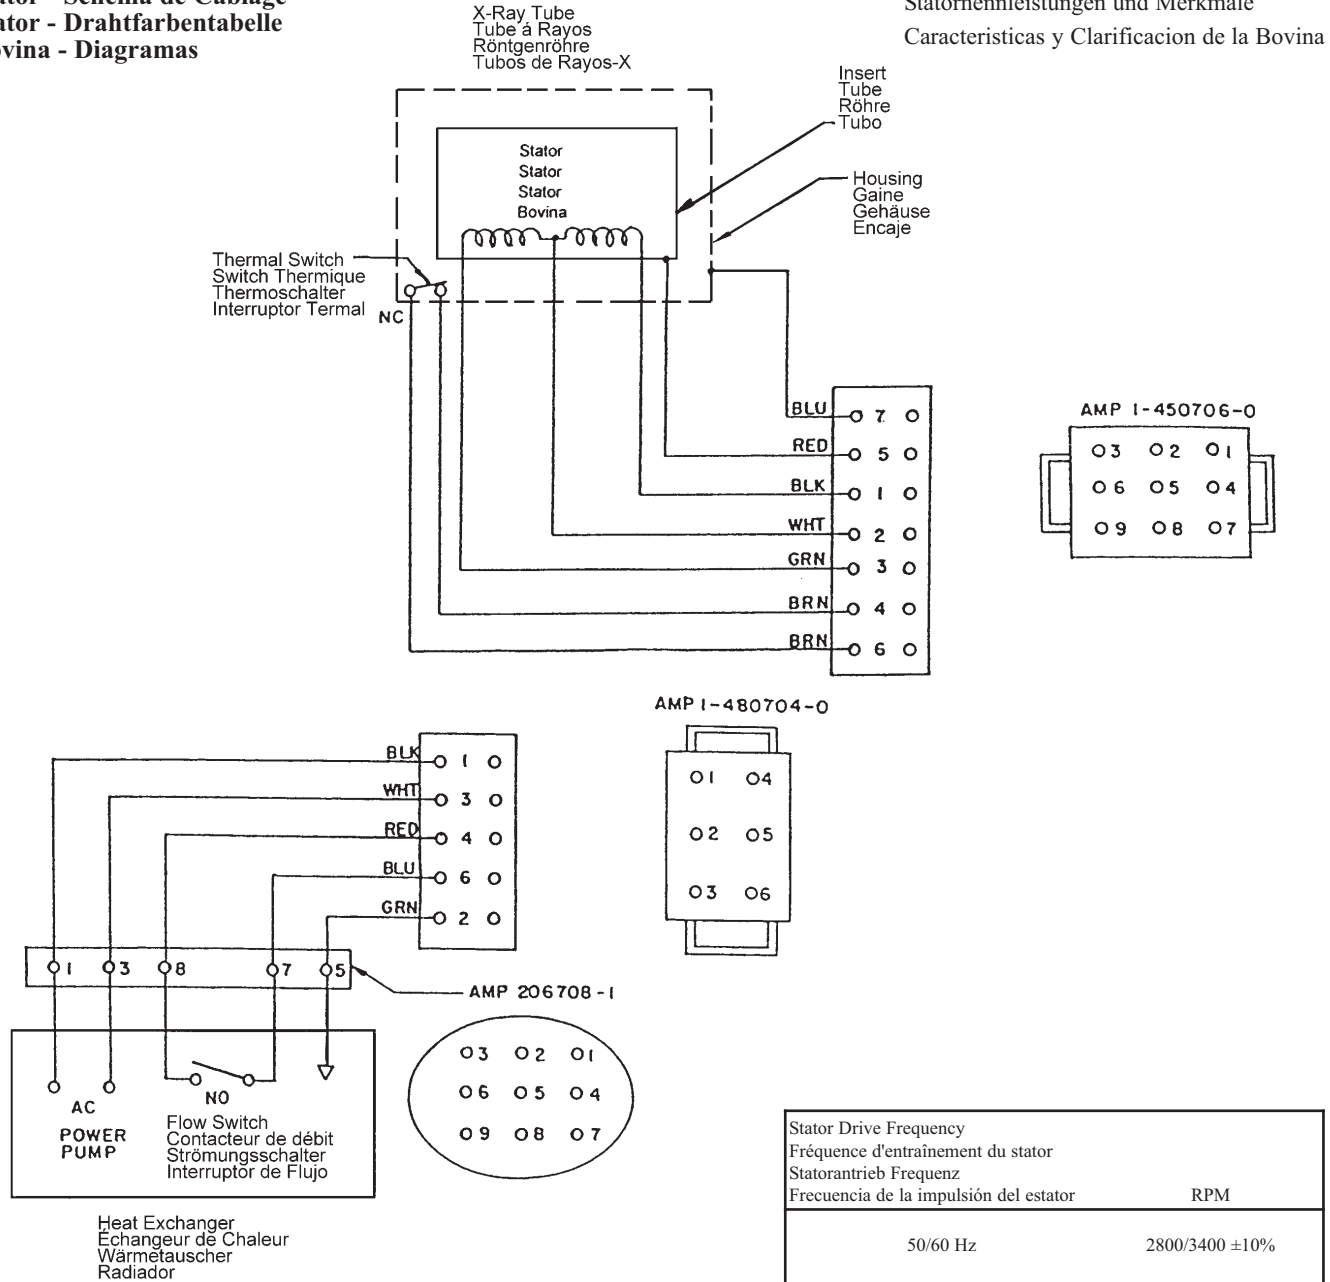 Stator - Schéma de Câblage
Stator - Drahtfarbentabelle
Bovina - Diagramas
Statornennleistungen und Merkmale
Caracteristicas y Clarificacion de la Bovina
X-Ray Tube
Tube á Rayos
Röntgenröhre
Tubos de Rayos-X
Insert
Tube
Röhre
Tubo
Stator
Stator
Stator
Bovina
Housing
Gaine
Gehäuse
Encaje
Thermal Switch
Switch Thermique
Thermoschalter
Interruptor Termal
NC
BLU 7
RED 5
BLK 1
WHT 2
GRN 3
BRN 4
BRN 6
AMP 1-450706-0
3 2 1
6 5 4
9 8 7
AMP 1-480704-0
1 4
2 5
3 6
BLK 1
WHT 3
RED 4
BLU 6
GRN 2
1 3 8 7 5
AMP 206708-1
3 2 1
6 5 4
9 8 7
AC
POWER
PUMP
NO
Flow Switch
Contacteur de débit
Strömungsschalter
Interruptor de Flujo
Heat Exchanger
Échangeur de Chaleur
Wärmetauscher
Radiador
Stator Drive Frequency
Fréquence d'entraînement du stator
Statorantrieb Frequenz
Frecuencia de la impulsión del estator RPM
50/60 Hz 2800/3400 ±10%